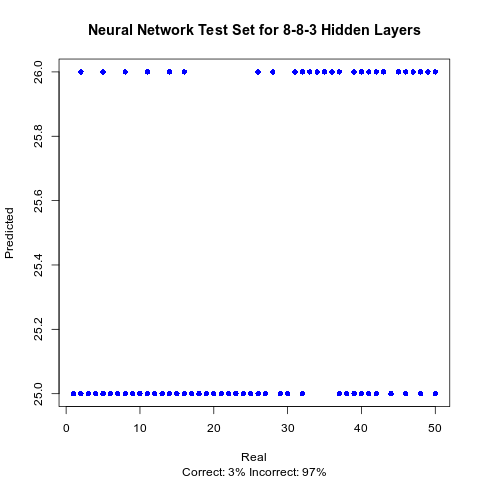 Neural Network Test Set for 8-8-3 Hidden Layers
Predicted
26.0
25.8
25.6
25.4
25.2
25.0
0 10 20 30 40 50
Real
Correct: 3% Incorrect: 97%